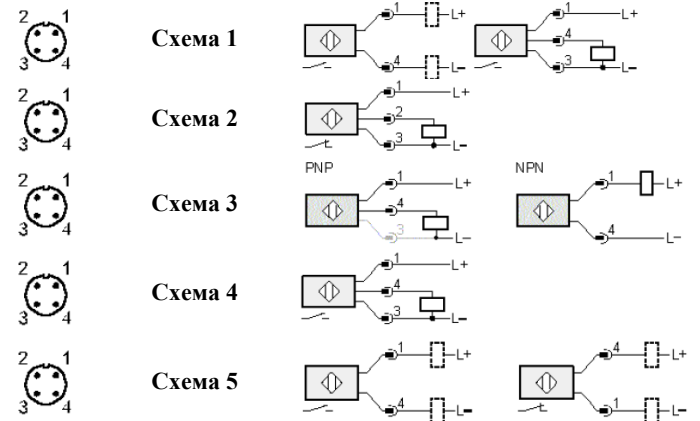 2 1
3 4
Схема 1
1 L+
4 L–
1 L+
4
3 L–
2 1
3 4
Схема 2
1 L+
2
3 L–
PNP
NPN
2 1
3 4
Схема 3
1 L+
4
3 L–
1 L+
4 L–
2 1
3 4
Схема 4
1 L+
4
3 L–
2 1
3 4
Схема 5
1 L+
4 L–
4 L+
1 L–